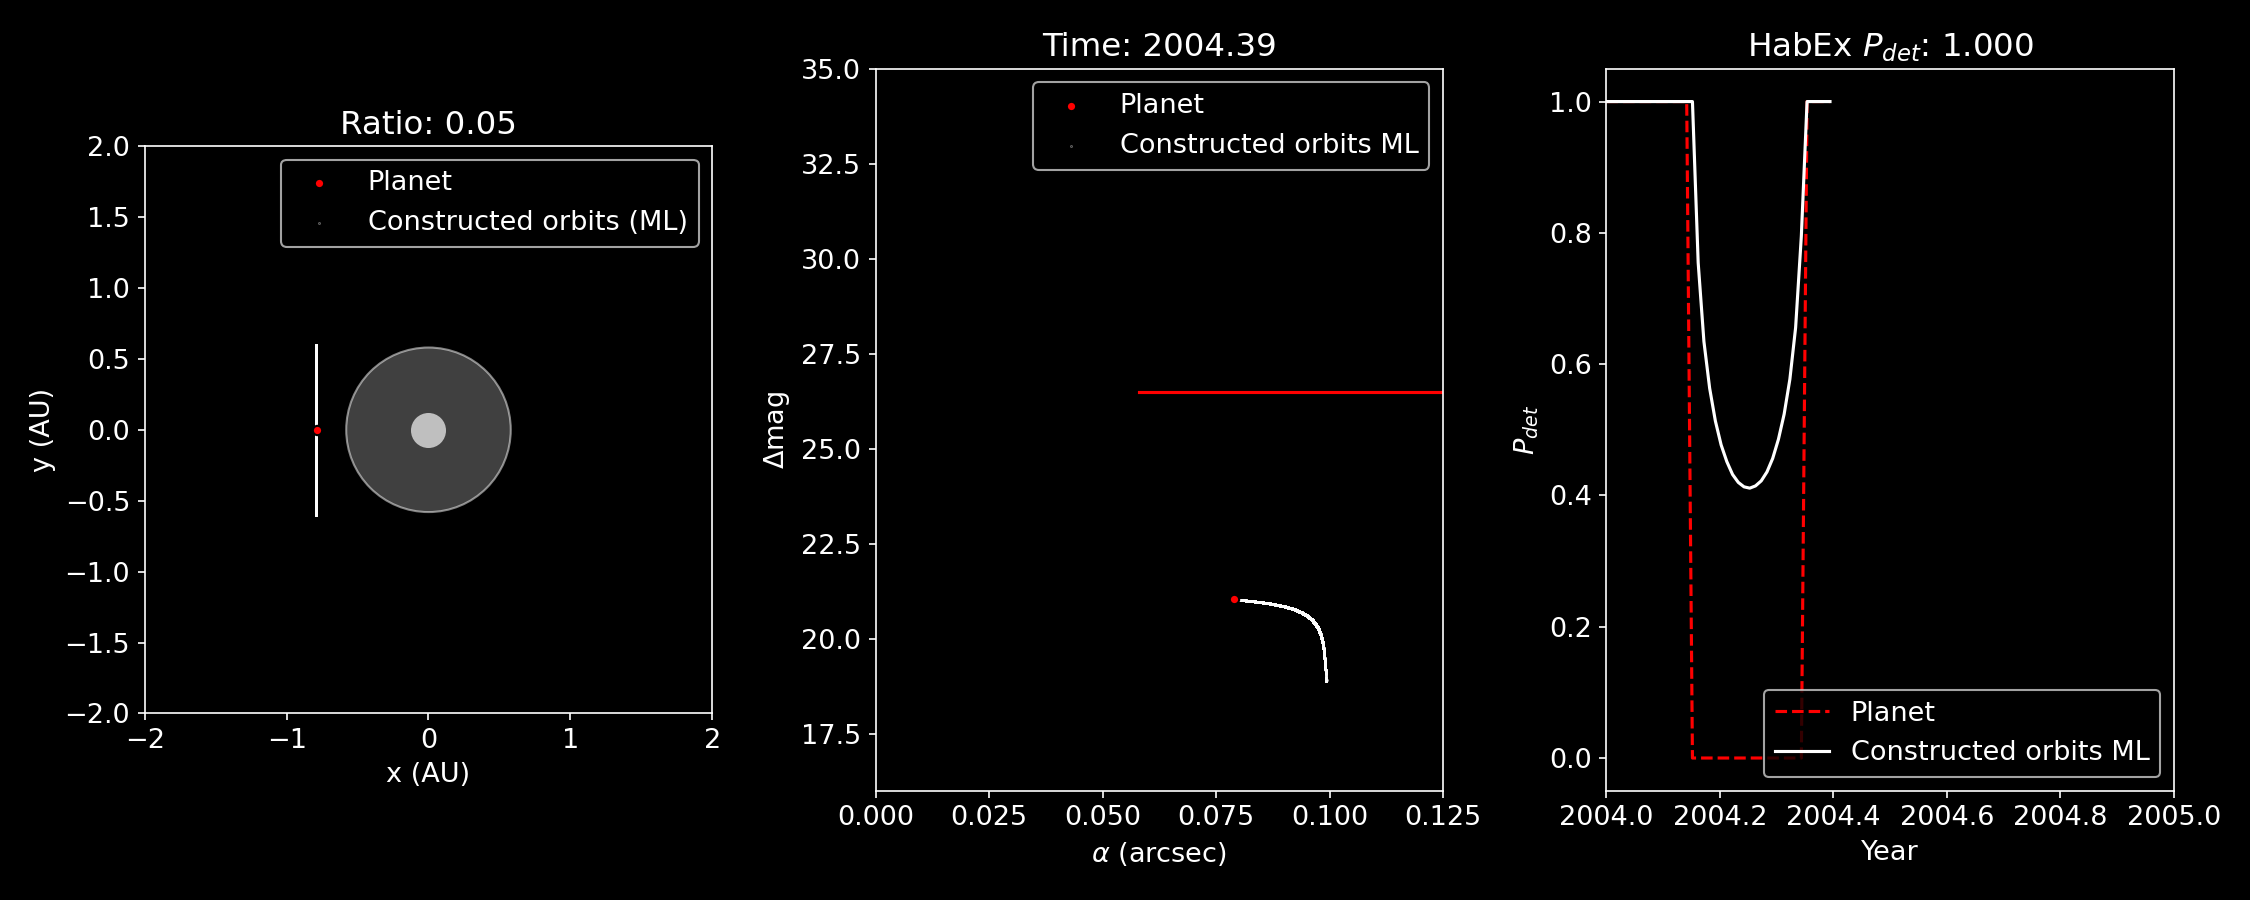 Ratio: 0.05
2.0
1.5
1.0
0.5
0.0
−0.5
−1.0
−1.5
−2.0
y (AU)
Planet
Constructed orbits (ML)
−2 −1 0 1 2
x (AU)
Time: 2004.39
35.0
32.5
30.0
27.5
25.0
22.5
20.0
17.5
Δmag
Planet
Constructed orbits ML
0.000 0.025 0.050 0.075 0.100 0.125
α (arcsec)
HabEx P_det: 1.000
1.0
0.8
0.6
0.4
0.2
0.0
P_det
Planet
Constructed orbits ML
2004.0 2004.2 2004.4 2004.6 2004.8 2005.0
Year